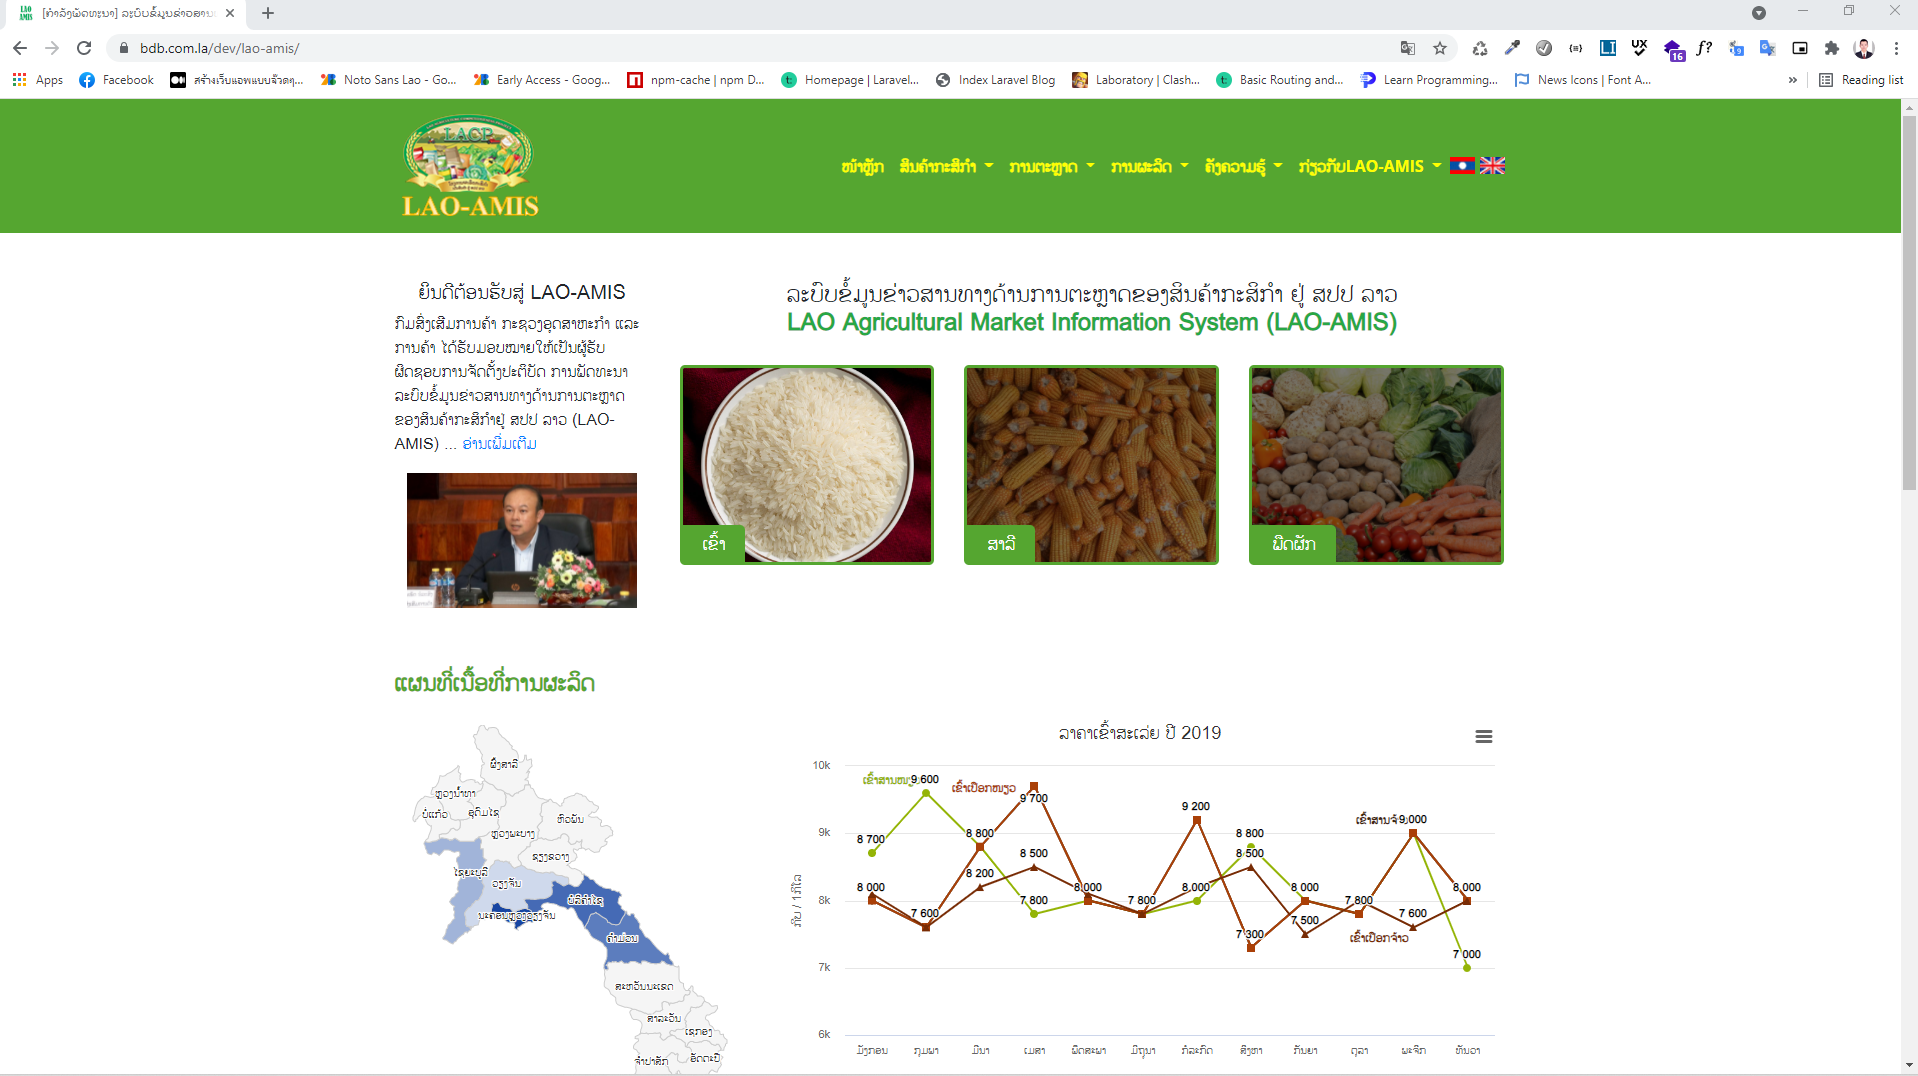 [ກຳລັງພັດທະນາ] ລະບົບຂໍ້ມູນຂ່າວສານ
bdb.com.la/dev/lao-amis/
Apps
Facebook
สร้างเว็บแอพแบบจ๊วดๆ...
Noto Sans Lao - Go...
Early Access - Goog...
npm-cache | npm D...
Homepage | Laravel...
Index Laravel Blog
Laboratory | Clash...
Basic Routing and...
Learn Programming...
News Icons | Font A...
»
Reading list
LACP
LAO-AMIS
ໜ້າຫຼັກ
ສິນຄ້າກະສິກຳ
ການຕະຫຼາດ
ການຜະລິດ
ຄັງຄວາມຮູ້
ກ່ຽວກັບLAO-AMIS
ຍິນດີຕ້ອນຮັບສູ່ LAO-AMIS
ກົມສົ່ງເສີມການຄ້າ ກະຊວງອຸດສາຫະກຳ ແລະ
ການຄ້າ ໄດ້ຮັບມອບໝາຍໃຫ້ເປັນຜູ້ຮັບ
ຜິດຊອບການຈັດຕັ້ງປະຕິບັດ ການພັດທະນາ
ລະບົບຂໍ້ມູນຂ່າວສານທາງດ້ານການຕະຫຼາດ
ຂອງສິນຄ້າກະສິກຳຢູ່ ສປປ ລາວ (LAO-
AMIS) ... ອ່ານເພີ່ມເຕີມ
ລະບົບຂໍ້ມູນຂ່າວສານທາງດ້ານການຕະຫຼາດຂອງສິນຄ້າກະສິກຳ ຢູ່ ສປປ ລາວ
LAO Agricultural Market Information System (LAO-AMIS)
ເຂົ້າ
ສາລີ
ພືດຜັກ
ແຜນທີ່ເນື້ອທີ່ການຜະລິດ
ຜົ້ງສາລີ
ຫຼວງນ້ຳທາ
ບໍ່ແກ້ວ
ອຸດົມໄຊ
ຫົວພັນ
ຫຼວງພະບາງ
ຊຽງຂວາງ
ໄຊຍະບູລີ
ວຽງຈັນ
ບໍລິຄຳໄຊ
ນະຄອນຫຼວງວຽງຈັນ
ຄຳມ່ວນ
ສະຫວັນນະເຂດ
ສາລະວັນ
ເຊກອງ
ຈຳປາສັກ
ອັດຕະປື
ລາຄາເຂົ້າສະເລ່ຍ ປີ 2019
ກີບ / 1ກິໂລ
10k
9k
8k
7k
6k
9 600
ເຂົ້າເປືອກໜຽວ
9 700
9 200
9 000
8 700
8 800
8 800
8 500
8 500
8 200
8 000
8 000
8 000
8 000
8 000
7 600
7 800
7 800
7 800
7 500
7 600
7 300
ເຂົ້າເປືອກຈ້າວ
7 000
ມັງກອນ
ກຸມພາ
ມີນາ
ເມສາ
ພຶດສະພາ
ມິຖຸນາ
ກໍລະກົດ
ສິງຫາ
ກັນຍາ
ຕຸລາ
ພະຈິກ
ທັນວາ